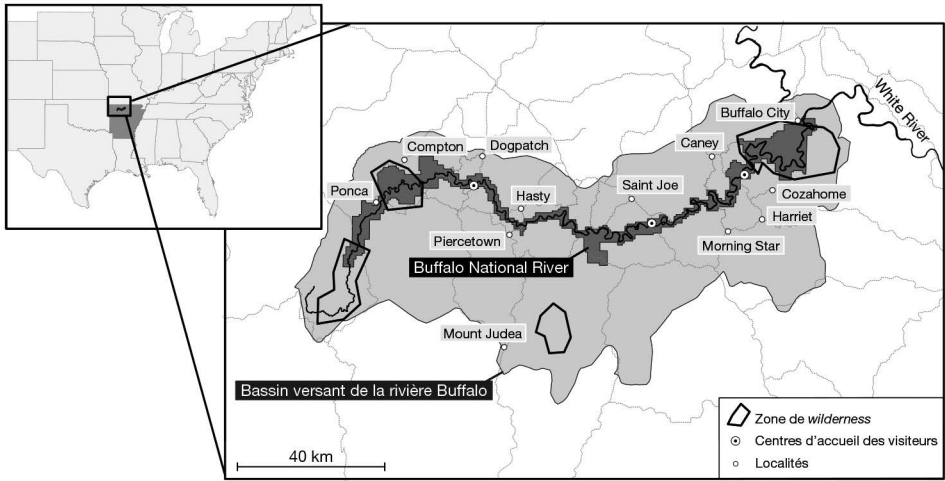 White River
Buffalo City
Compton
Dogpatch
Caney
Ponca
Hasty
Saint Joe
Cozahome
Harriet
Piercetown
Morning Star
Buffalo National River
Mount Judea
Bassin versant de la rivière Buffalo
Zone de wilderness
Centres d'accueil des visiteurs
Localités
40 km